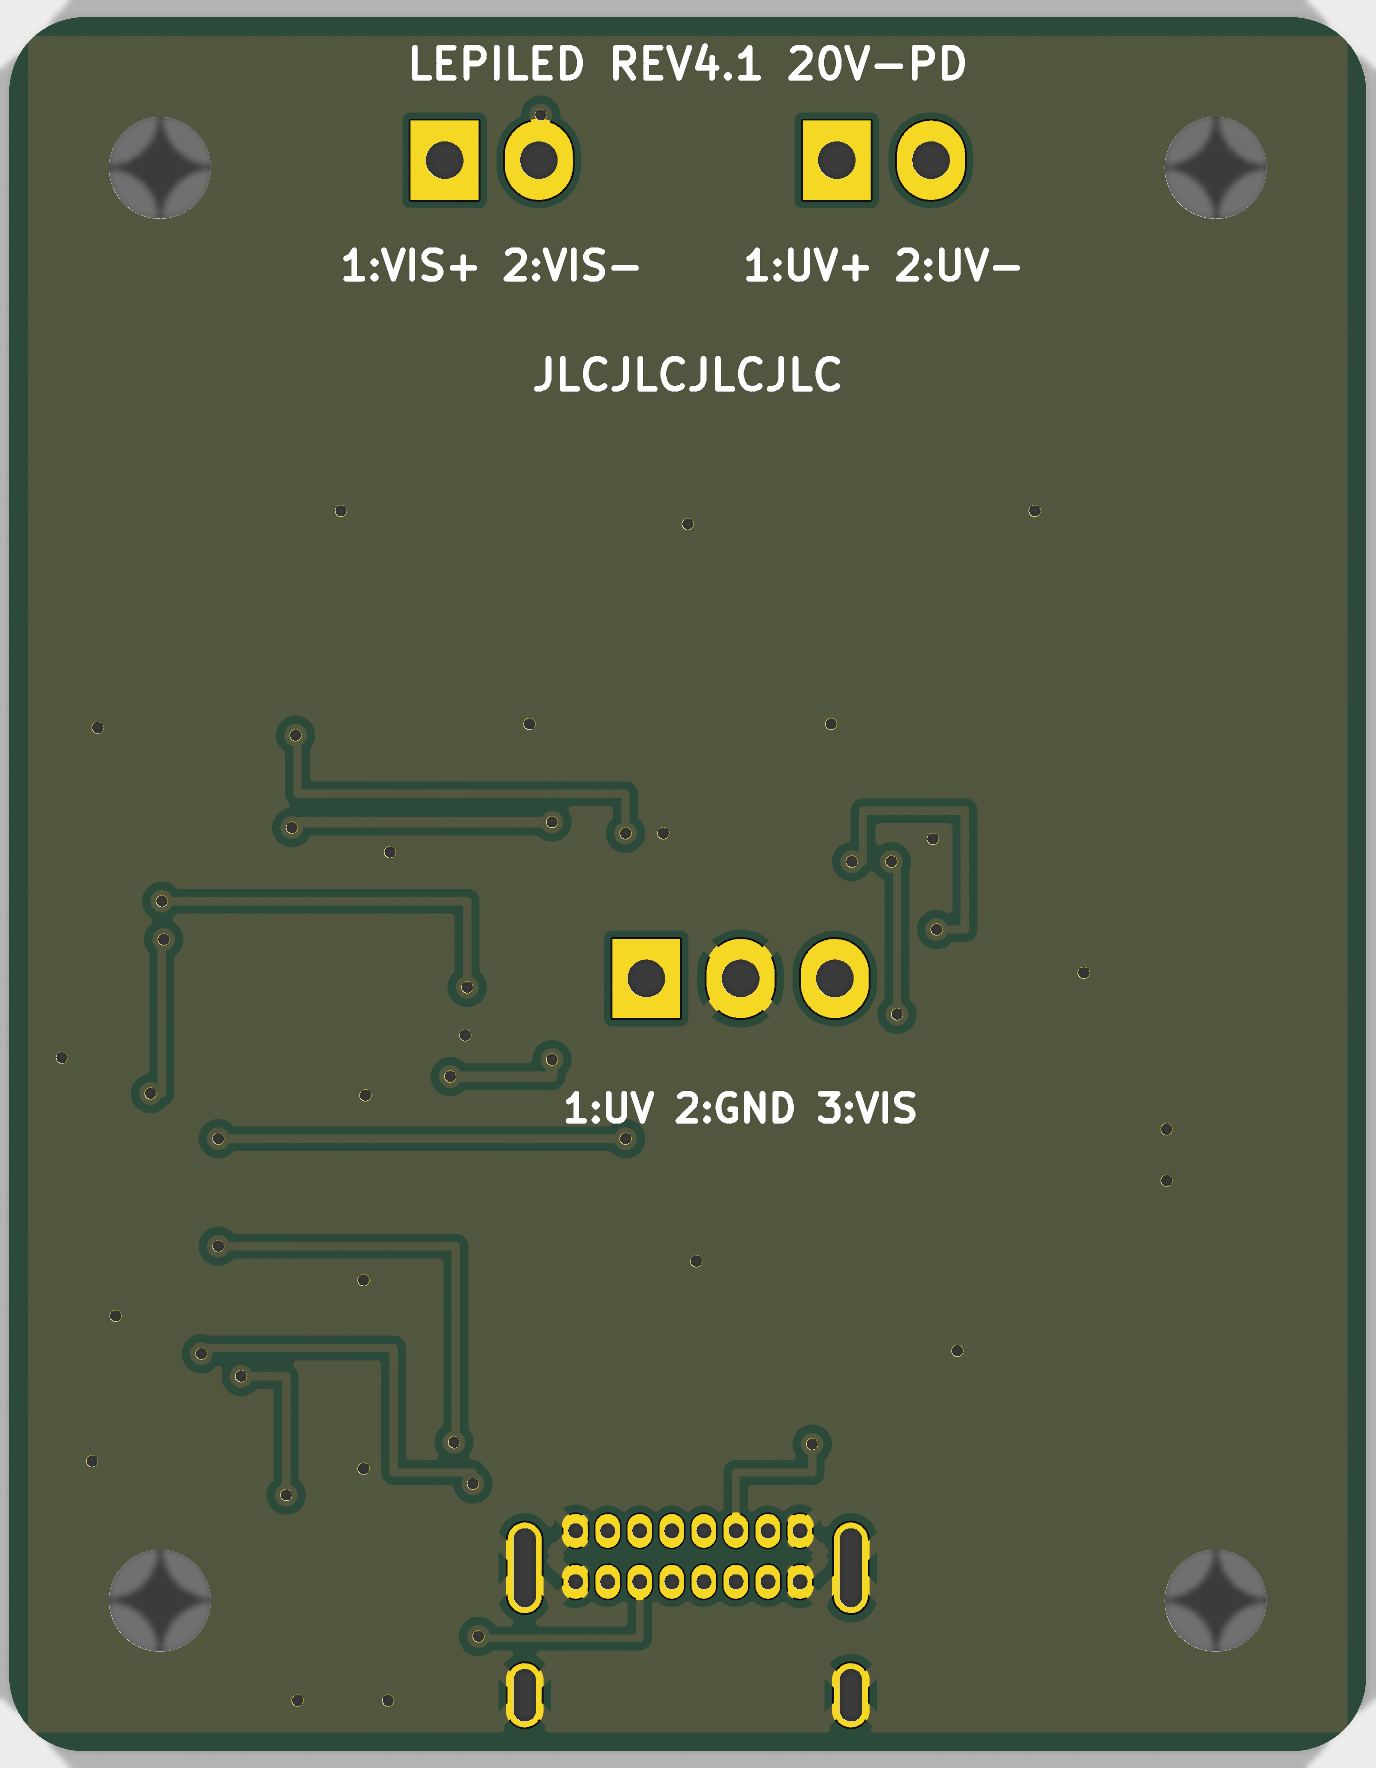 LEPILED REV4.1 20V-PD
1:VIS+ 2:VIS-
1:UV+ 2:UV-
JLCJLCJLCJLC
1:UV 2:GND 3:VIS